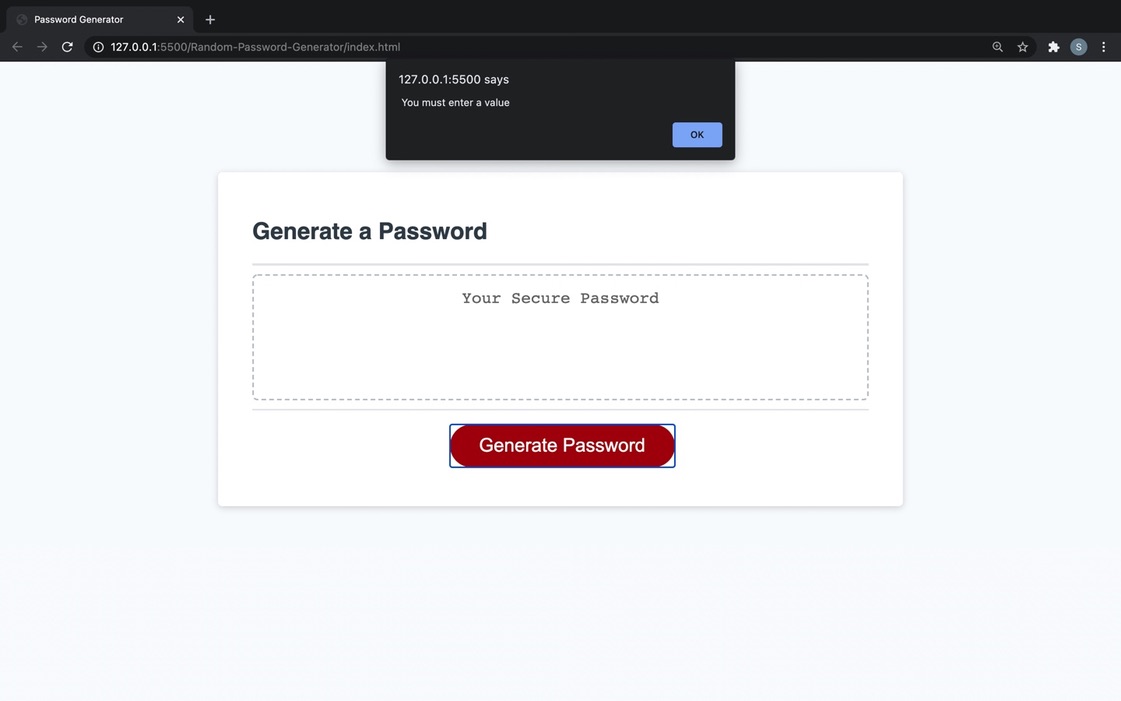 Password Generator
127.0.0.1:5500/Random-Password-Generator/index.html
S
127.0.0.1:5500 says
You must enter a value
OK
Generate a Password
Your Secure Password
Generate Password